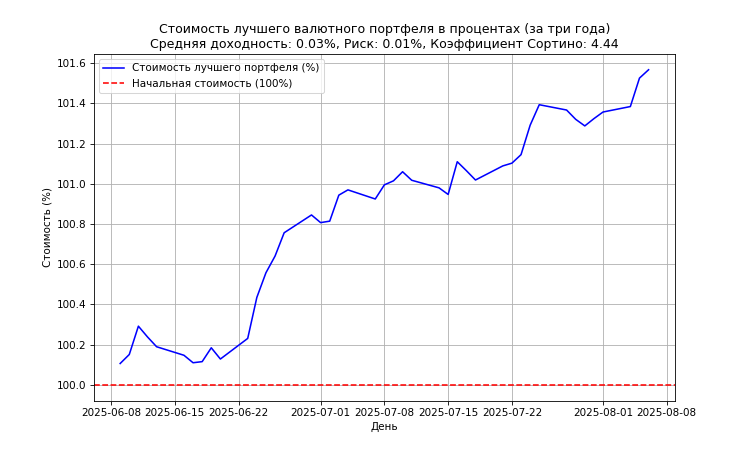 Стоимость лучшего валютного портфеля в процентах (за три года)
Средняя доходность: 0.03%, Риск: 0.01%, Коэффициент Сортино: 4.44
Стоимость лучшего портфеля (%)
Начальная стоимость (100%)
Стоимость (%)
101.6
101.4
101.2
101.0
100.8
100.6
100.4
100.2
100.0
2025-06-08 2025-06-15 2025-06-22 2025-07-01 2025-07-08 2025-07-15 2025-07-22 2025-08-01 2025-08-08
День